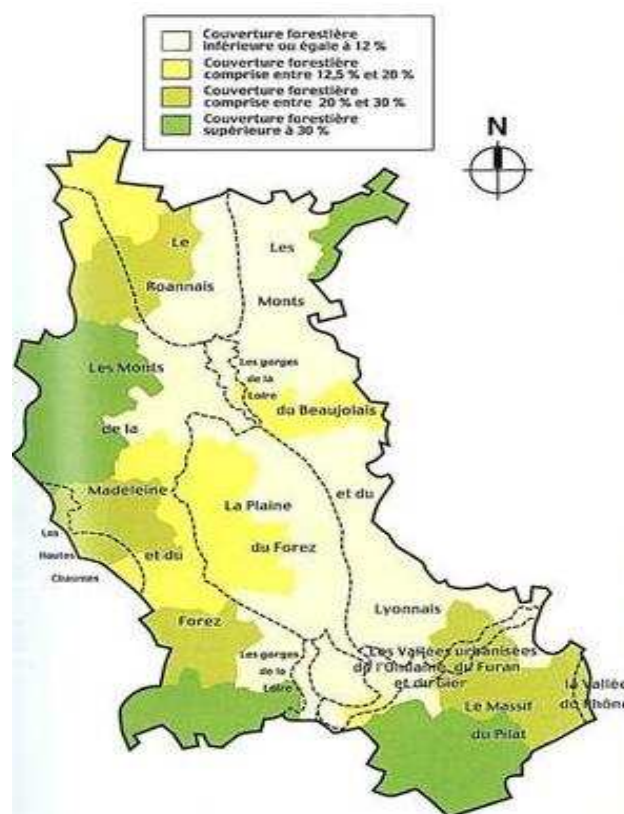 Couverture forestière
inférieure ou égale à 12 %
Couverture forestière
comprise entre 12,5 % et 20 %
Couverture forestière
comprise entre 20 % et 30 %
Couverture forestière
supérieure à 30 %
N
Le
Roannais
Les
Monts
du Beaujolais
et du
Lyonnais
Les gorges
de la
Loire
Les Monts
de la
Madeleine
et du
Forez
Les
Hautes
Chaumes
La Plaine
du Forez
Les gorges
de la
Loire
Les Vallées urbanisées
de l'Ondaine, du Furan
et du Gier
Le Massif
du Pilat
la Vallée
du Rhône